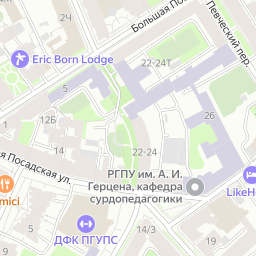 Большая По
Певческий пер.
Eric Born Lodge
22-24Т
5
26
12Б
14
22-24
я Посадская ул.
РГПУ им. А. И.
Герцена, кафедра
сурдопедагогики
LikeH
mici
ДФК ПГУПС
14/3